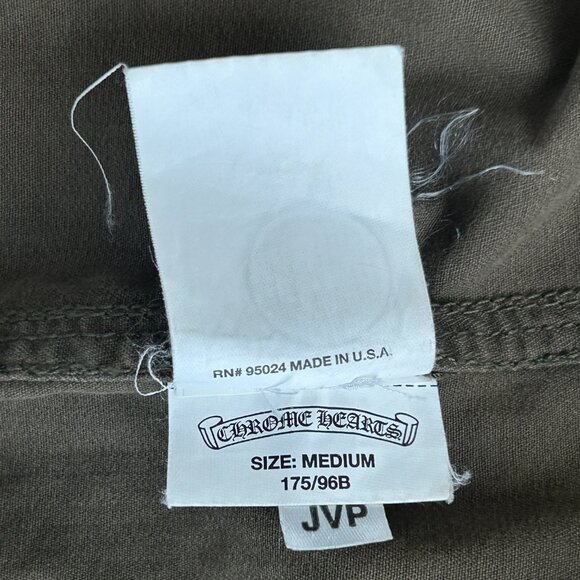 RN# 95024 MADE IN U.S.A.
CHROME HEARTS
SIZE: MEDIUM
175/96B
JVP